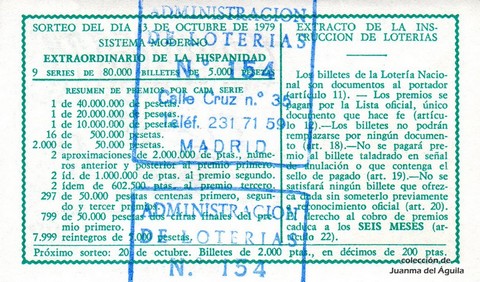 SORTEO DEL DIA 13 DE OCTUBRE DE 1979
SISTEMA MODERNO
EXTRAORDINARIO DE LA HISPANIDAD
9 SERIES DE 80.000 BILLETES DE 5.000 PESETAS
RESUMEN DE PREMIOS POR CADA SERIE
1 de 40.000.000 de pesetas.
1 de 20.000.000 de pesetas.
1 de 10.000.000 de pesetas.
16 de 500.000 pesetas.
2.000 de 50.000 pesetas.
2 aproximaciones de 2.000.000 de ptas, números anterior y posterior al premio primero.
2 íd. de 1.000.000 de ptas. al premio segundo.
2 ídem de 602.500 ptas. al premio tercero.
297 de 50.000 pesetas centenas primero, segundo y tercer premio.
799 de 50.000 ptas. 2 cifras finales del premio primero.
7.999 reintegros de 5.000 pesetas.
EXTRACTO DE LA INSTRUCCION DE LOTERIAS
Los billetes de la Lotería Nacional son documentos al portador (artículo 11). — Los premios se pagan por la Lista oficial, único documento que hace fe (artículo 12).—Los billetes no podrán reemplazarse por ningún documento (art. 18).—No se pagará premio al billete taladrado en señal de anulación o que contenga el sello de pagado (art. 19).—No se satisfará ningún billete que ofrezca duda sin someterlo previamente a reconocimiento oficial (art. 20). El derecho al cobro de premios caduca a los SEIS MESES (artículo 22).
Próximo sorteo: 20 de octubre. Billetes de 2.000 ptas., en décimos de 200 ptas.
ADMINISTRACION
DE LOTERIAS
N.° 154
Calle Cruz n.° 35
Teléf. 231 71 59
MADRID
ADMINISTRACION
DE LOTERIAS
N. 154
colección de
Juanma del Águila